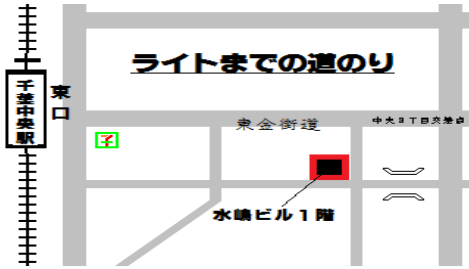 ライトまでの道のり
千葉中央駅
東口
東金街道
中央3丁目交差点
水嶋ビル1階